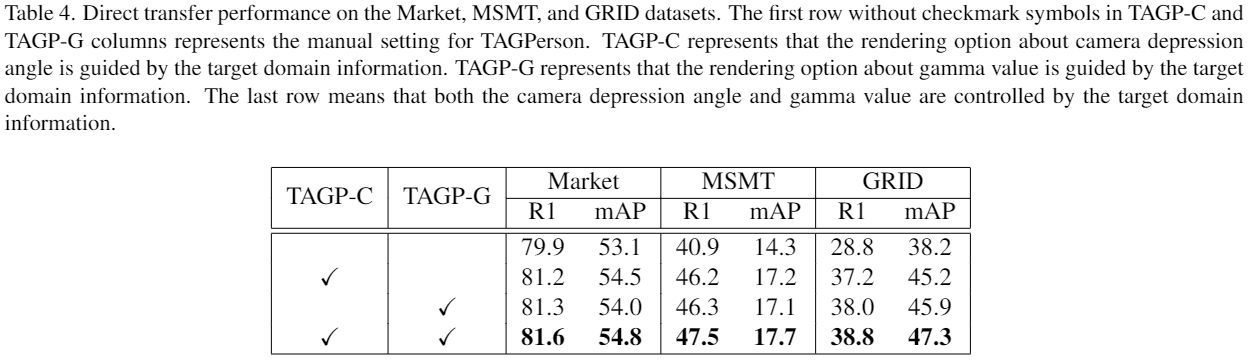 Table 4. Direct transfer performance on the Market, MSMT, and GRID datasets. The first row without checkmark symbols in TAGP-C and
TAGP-G columns represents the manual setting for TAGPerson. TAGP-C represents that the rendering option about camera depression
angle is guided by the target domain information. TAGP-G represents that the rendering option about gamma value is guided by the target
domain information. The last row means that both the camera depression angle and gamma value are controlled by the target domain
information.
TAGP-C TAGP-G Market MSMT GRID
R1 mAP R1 mAP R1 mAP
79.9 53.1 40.9 14.3 28.8 38.2
✓ 81.2 54.5 46.2 17.2 37.2 45.2
✓ 81.3 54.0 46.3 17.1 38.0 45.9
✓ ✓ 81.6 54.8 47.5 17.7 38.8 47.3